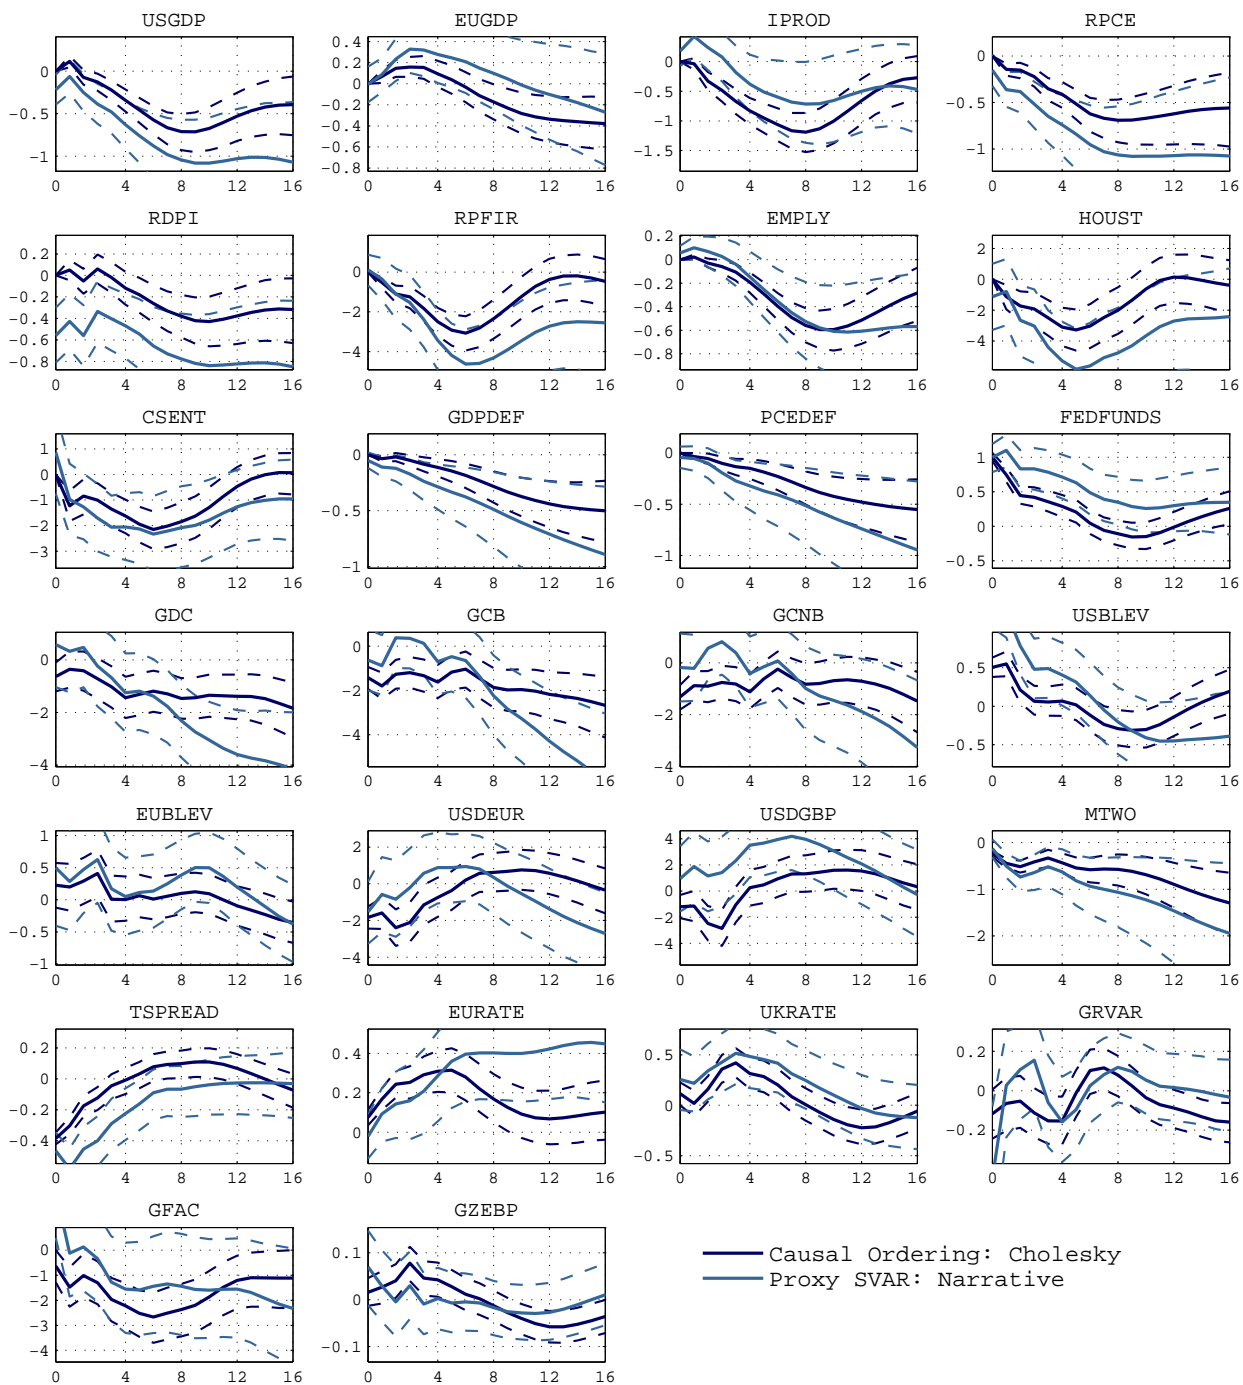 USGDP EUGDP IPROD RPCE
0 −0.5 −1
0.4 0.2 0 −0.2 −0.4 −0.6 −0.8
0 −0.5 −1 −1.5
0 −0.5 −1
0 4 8 12 16 0 4 8 12 16 0 4 8 12 16 0 4 8 12 16
RDPI RPFIR EMPLY HOUST
0.2 0 −0.2 −0.4 −0.6 −0.8
0 −2 −4
0.2 0 −0.2 −0.4 −0.6 −0.8
2 0 −2 −4
0 4 8 12 16 0 4 8 12 16 0 4 8 12 16 0 4 8 12 16
CSENT GDPDEF PCEDEF FEDFUNDS
1 0 −1 −2 −3
0 −0.5 −1
0 −0.5 −1
1 0.5 0 −0.5
0 4 8 12 16 0 4 8 12 16 0 4 8 12 16 0 4 8 12 16
GDC GCB GCNB USBLEV
0 −2 −4
0 −2 −4
0 −2 −4
0.5 0 −0.5
0 4 8 12 16 0 4 8 12 16 0 4 8 12 16 0 4 8 12 16
EUBLEV USDEUR USDGBP MTWO
1 0.5 0 −0.5 −1
2 0 −2 −4
4 2 0 −2 −4
0 −1 −2
0 4 8 12 16 0 4 8 12 16 0 4 8 12 16 0 4 8 12 16
TSPREAD EURATE UKRATE GRVAR
0.2 0 −0.2 −0.4
0.4 0.2 0
0.5 0 −0.5
0.2 0 −0.2
0 4 8 12 16 0 4 8 12 16 0 4 8 12 16 0 4 8 12 16
GFAC GZEBP
0 −1 −2 −3 −4
0.1 0 −0.1
0 4 8 12 16 0 4 8 12 16
Causal Ordering: Cholesky
Proxy SVAR: Narrative